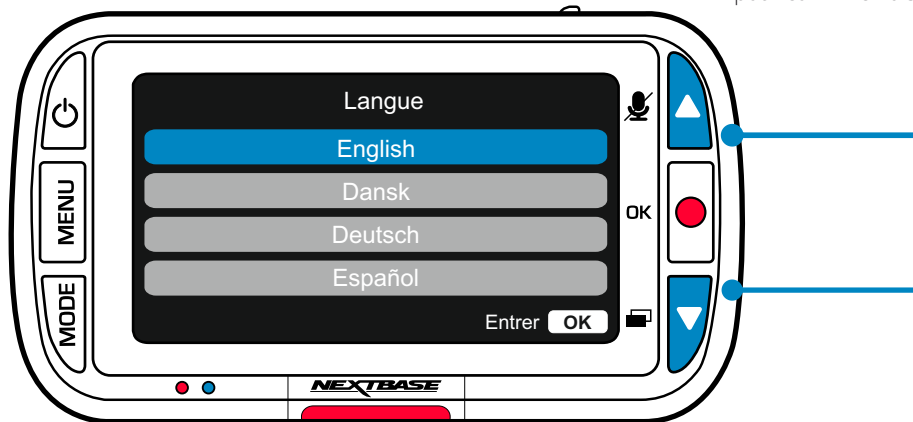 Langue
English
Dansk
Deutsch
Español
Entrer OK
MENU
MODE
OK
NEXTBASE